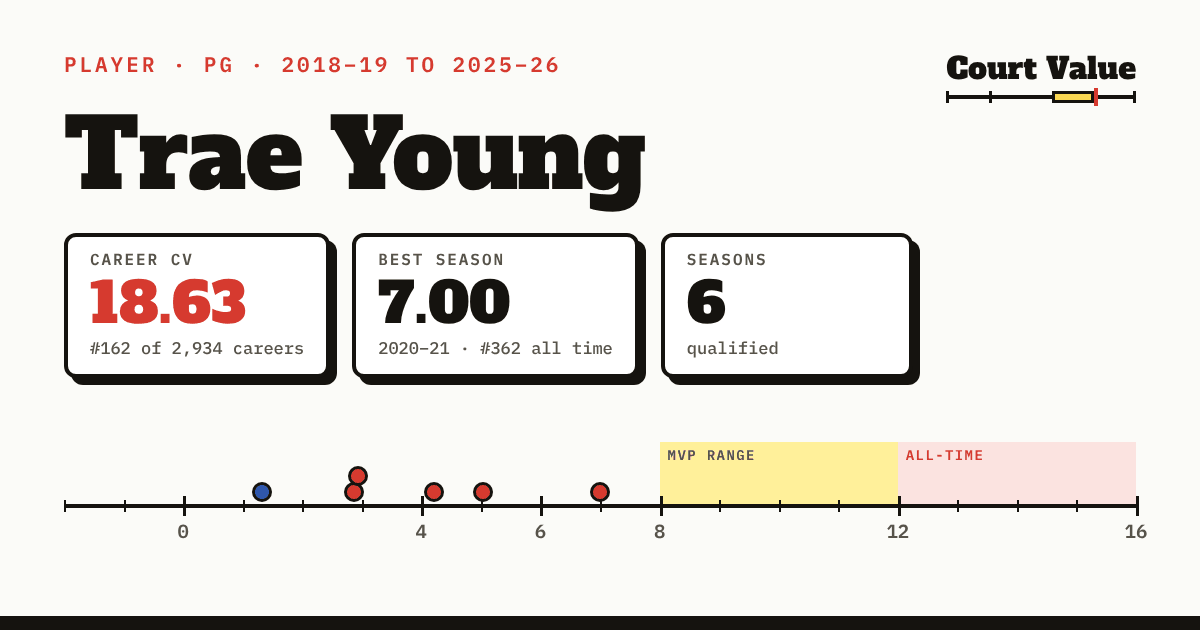 PLAYER · PG · 2018–19 TO 2025–26
Court Value
Trae Young
CAREER CV
18.63
#162 of 2,934 careers
BEST SEASON
7.00
2020–21 · #362 all time
SEASONS
6
qualified
MVP RANGE
ALL-TIME
0 4 6 8 12 16